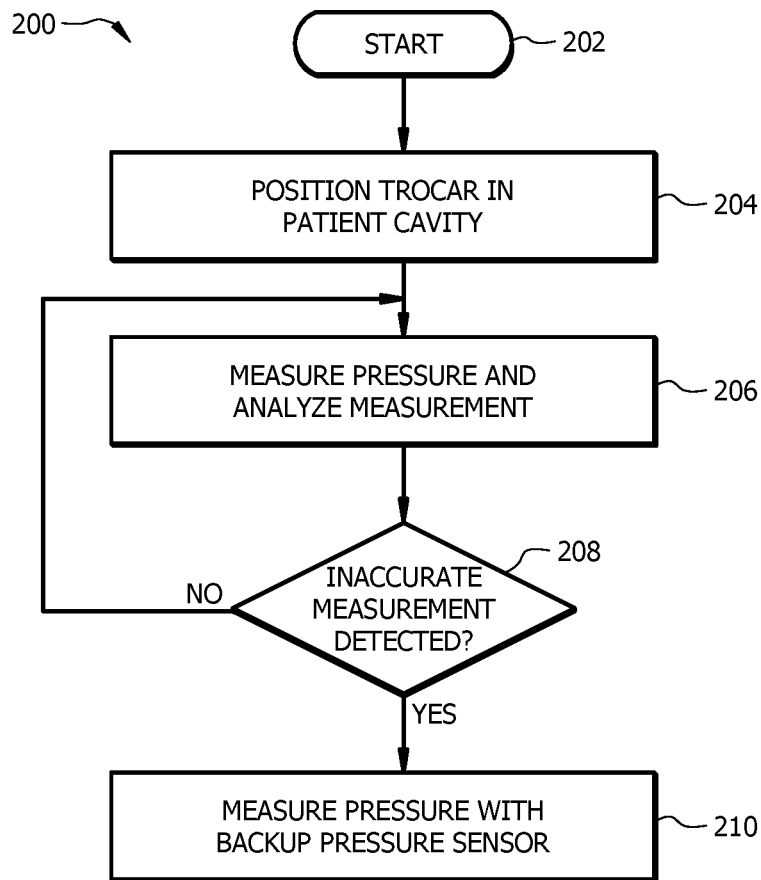 200
START
202
POSITION TROCAR IN
PATIENT CAVITY
204
MEASURE PRESSURE AND
ANALYZE MEASUREMENT
206
208
INACCURATE
MEASUREMENT
DETECTED?
NO
YES
MEASURE PRESSURE WITH
BACKUP PRESSURE SENSOR
210